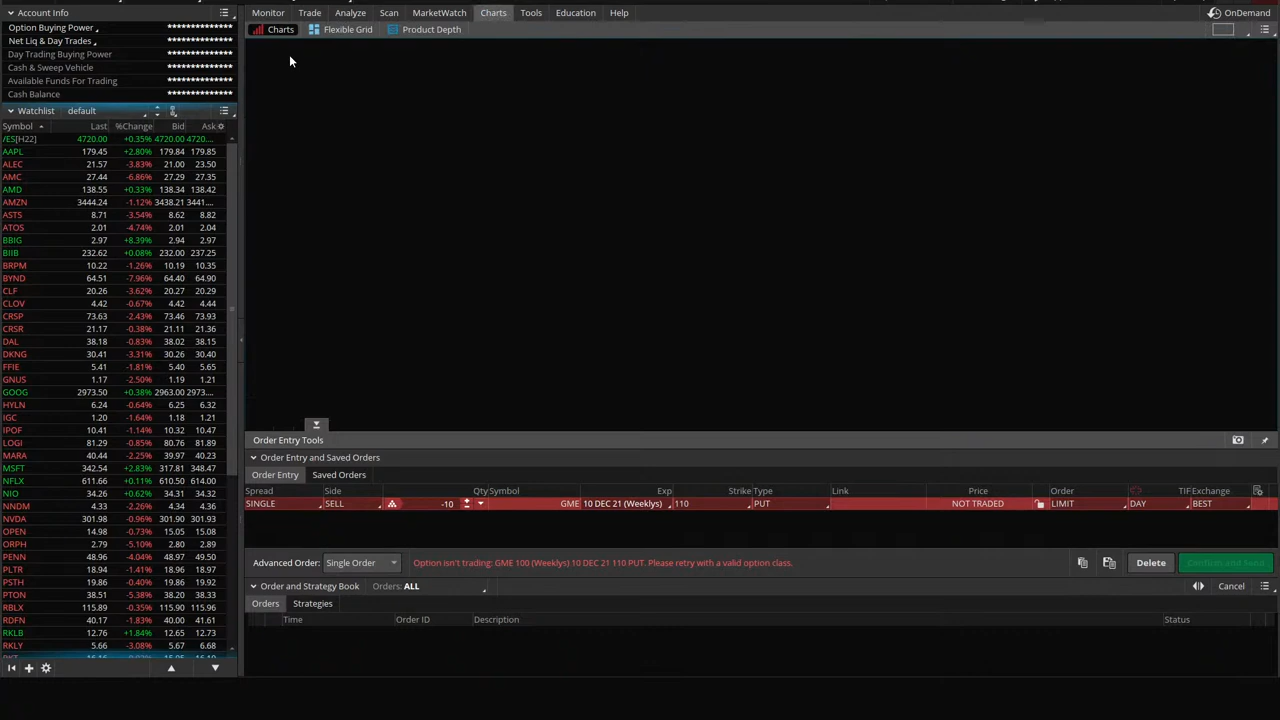 Account Info
Option Buying Power **************
Net Liq & Day Trades **************
Day Trading Buying Power **************
Cash & Sweep Vehicle **************
Available Funds For Trading **************
Cash Balance **************
Watchlist default
Symbol Last %Change Bid Ask
/ES[H22] 4720.00 +0.35% 4720.00 4720....
AAPL 179.45 +2.80% 179.84 179.85
ALEC 21.57 -3.83% 21.00 23.50
AMC 27.44 -6.86% 27.29 27.35
AMD 138.55 +0.33% 138.34 138.42
AMZN 3444.24 -1.12% 3438.21 3441....
ASTS 8.71 -3.54% 8.62 8.82
ATOS 2.01 -4.74% 2.01 2.04
BBIG 2.97 +8.39% 2.94 2.97
BIIB 232.62 +0.08% 232.00 237.25
BRPM 10.22 -1.26% 10.19 10.35
BYND 64.51 -7.96% 64.40 64.90
CLF 20.26 -3.62% 20.27 20.29
CLOV 4.42 -0.67% 4.42 4.44
CRSP 73.63 -2.43% 73.46 73.93
CRSR 21.17 -0.38% 21.11 21.36
DAL 38.18 -0.83% 38.02 38.15
DKNG 30.41 -3.31% 30.26 30.40
FFIE 5.41 -1.81% 5.40 5.65
GNUS 1.17 -2.50% 1.19 1.21
GOOG 2973.50 +0.38% 2963.00 2973....
HYLN 6.24 -0.64% 6.25 6.32
IGC 1.20 -1.64% 1.18 1.21
IPOF 10.41 -1.14% 10.32 10.47
LOGI 81.29 -0.85% 80.76 81.89
MARA 40.44 -2.25% 39.97 40.23
MSFT 342.54 +2.83% 317.81 348.47
NFLX 611.66 +0.11% 610.50 614.00
NIO 34.26 +0.62% 34.31 34.32
NNDM 4.33 -2.26% 4.34 4.36
NVDA 301.98 -0.96% 301.90 301.93
OPEN 14.98 -0.73% 15.05 15.08
ORPH 2.79 -5.10% 2.80 2.89
PENN 48.96 -4.04% 48.97 49.50
PLTR 18.94 -1.41% 18.96 18.97
PSTH 19.86 -0.40% 19.86 19.92
PTON 38.51 -5.38% 38.20 38.43
RBLX 115.89 -0.35% 115.90 115.96
RDFN 40.17 -1.83% 40.00 41.61
RKLB 12.76 +1.84% 12.65 12.73
RKLY 5.66 -3.08% 5.67 6.68
Monitor Trade Analyze Scan MarketWatch Charts Tools Education Help OnDemand
Charts Flexible Grid Product Depth
Order Entry Tools
Order Entry and Saved Orders
Order Entry Saved Orders
Spread Side Qty Symbol Exp Strike Type Link Price Order TIF Exchange
SINGLE SELL -10 GME 10 DEC 21 (Weeklys) 110 PUT NOT TRADED LIMIT DAY BEST
Advanced Order: Single Order Option isn't trading: GME 100 (Weeklys) 10 DEC 21 110 PUT. Please retry with a valid option class. Delete Confirm and Send
Order and Strategy Book Orders: ALL Cancel
Orders Strategies
Time Order ID Description Status